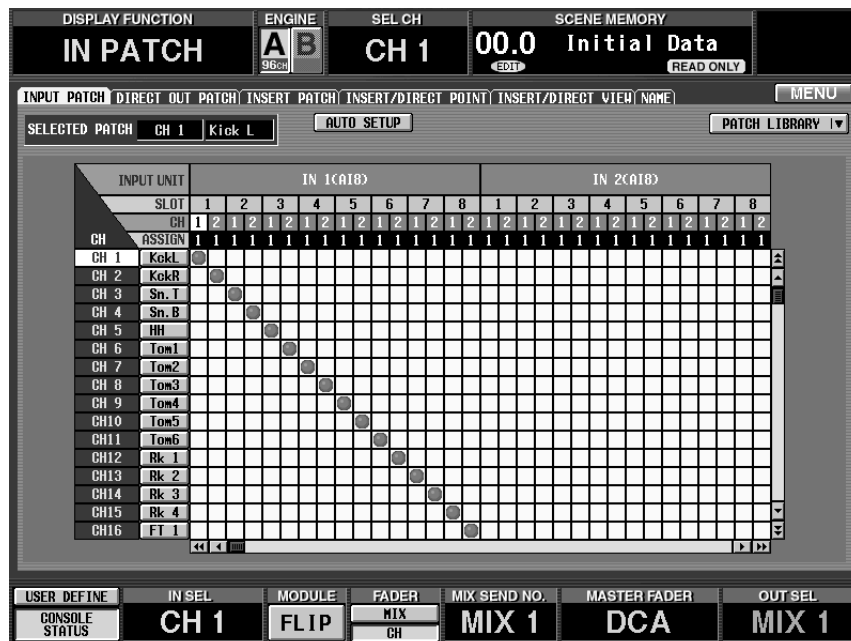 DISPLAY FUNCTION ENGINE SEL CH SCENE MEMORY
IN PATCH A B CH 1 00.0 Initial Data
96CH EDIT READ ONLY
INPUT PATCH DIRECT OUT PATCH INSERT PATCH INSERT/DIRECT POINT INSERT/DIRECT VIEW NAME MENU
SELECTED PATCH CH 1 Kick L AUTO SETUP PATCH LIBRARY
INPUT UNIT IN 1(AI8) IN 2(AI8)
SLOT 1 2 3 4 5 6 7 8 1 2 3 4 5 6 7 8
CH 1 2 1 2 1 2 1 2 1 2 1 2 1 2 1 2 1 2 1 2 1 2 1 2 1 2 1 2 1 2 1 2
CH ASSIGN 1 1 1 1 1 1 1 1 1 1 1 1 1 1 1 1 1 1 1 1 1 1 1 1 1 1 1 1 1 1 1 1
CH 1 KckL
CH 2 KckR
CH 3 Sn.T
CH 4 Sn.B
CH 5 HH
CH 6 Tom1
CH 7 Tom2
CH 8 Tom3
CH 9 Tom4
CH10 Tom5
CH11 Tom6
CH12 Rk 1
CH13 Rk 2
CH14 Rk 3
CH15 Rk 4
CH16 FT 1
USER DEFINE IN SEL MODULE FADER MIX SEND NO. MASTER FADER OUT SEL
CONSOLE STATUS CH 1 FLIP MIX CH MIX 1 DCA MIX 1